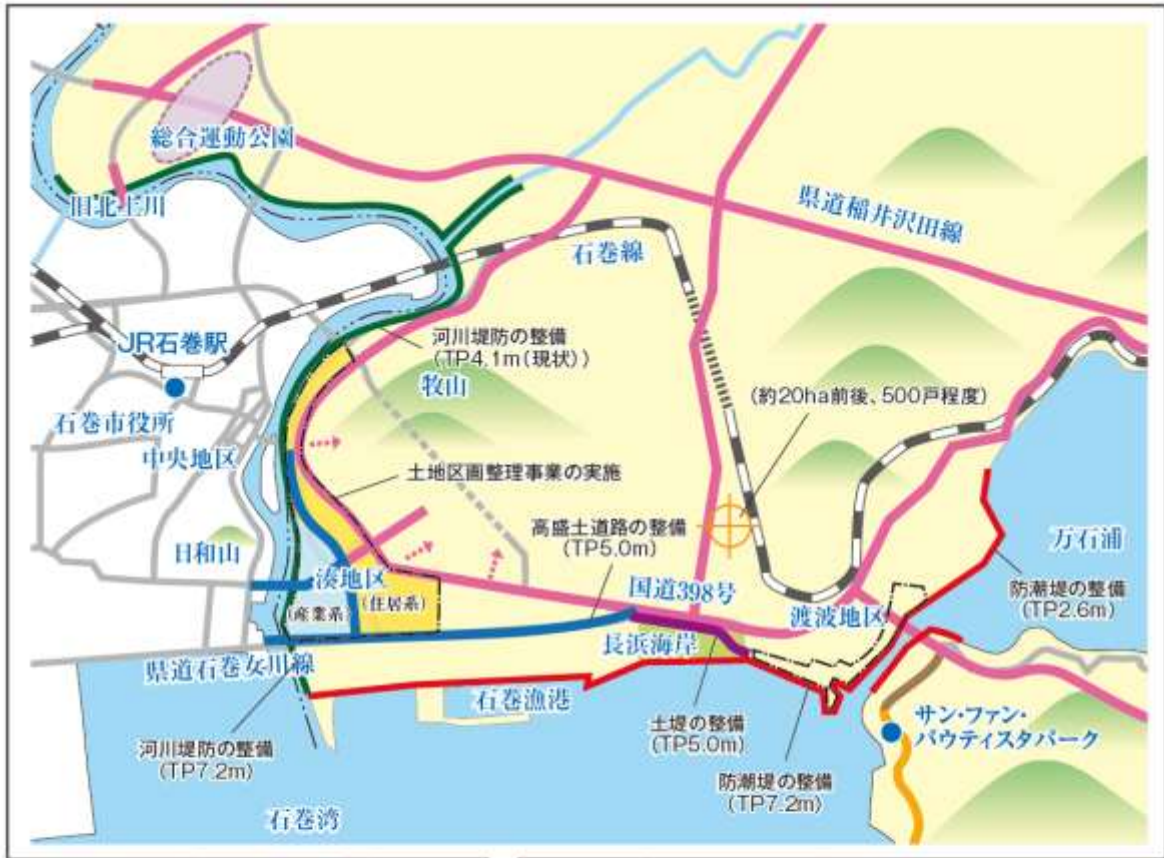 総合運動公園
旧北上川
県道稲井沢田線
石巻線
JR石巻駅
河川堤防の整備
(TP4.1m(現状))
牧山
石巻市役所
中央地区
(約20ha前後、500戸程度)
土地区画整理事業の実施
高盛土道路の整備
(TP5.0m)
日和山
万石浦
湊地区
(産業系)
(住居系)
国道398号
渡波地区
防潮堤の整備
(TP2.6m)
長浜海岸
県道石巻女川線
石巻漁港
河川堤防の整備
(TP7.2m)
土堤の整備
(TP5.0m)
サン・ファン・
バウティスタパーク
防潮堤の整備
(TP7.2m)
石巻湾